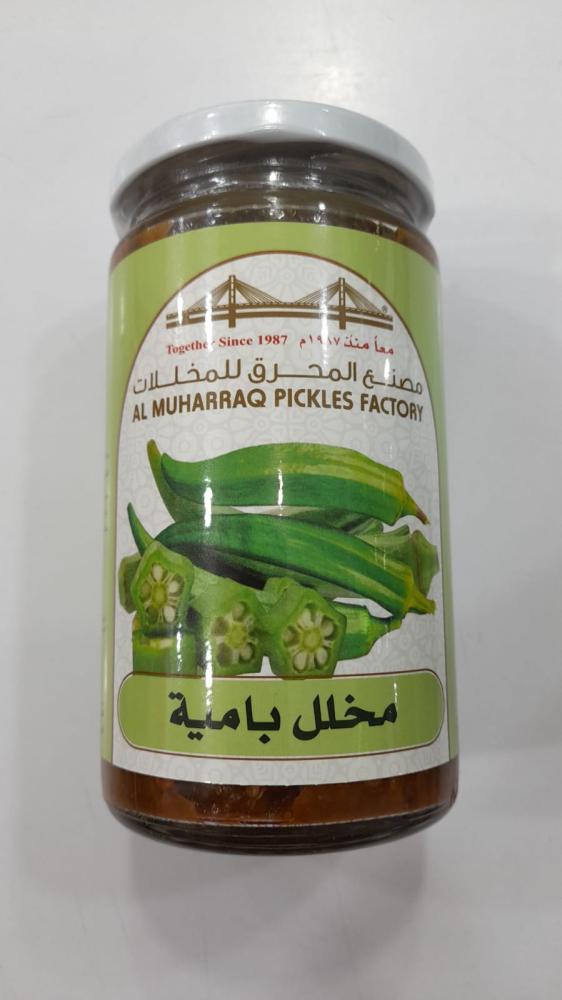 Together Since 1987 معاً منذ ١٩٨٧م
مصنع المحرق للمخللات
AL MUHARRAQ PICKLES FACTORY
مخلل بامية